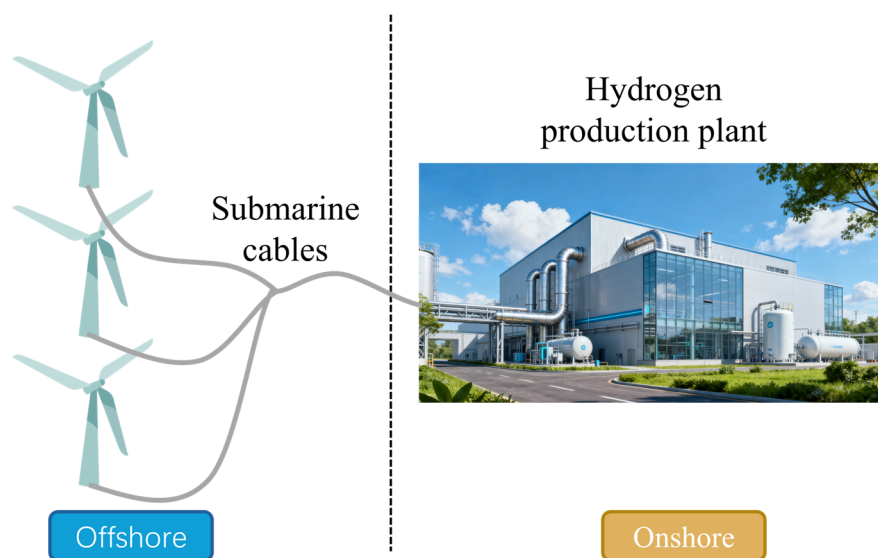 Hydrogen
production plant
Submarine
cables
Offshore
Onshore